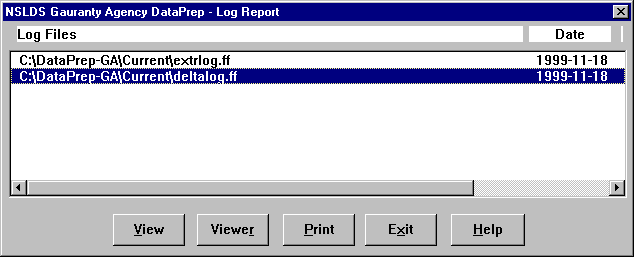 NSLDS Gauranty Agency DataPrep - Log Report
Log Files Date
C:\DataPrep-GA\Current\extrlog.ff 1999-11-18
C:\DataPrep-GA\Current\deltalog.ff 1999-11-18
View Viewer Print Exit Help